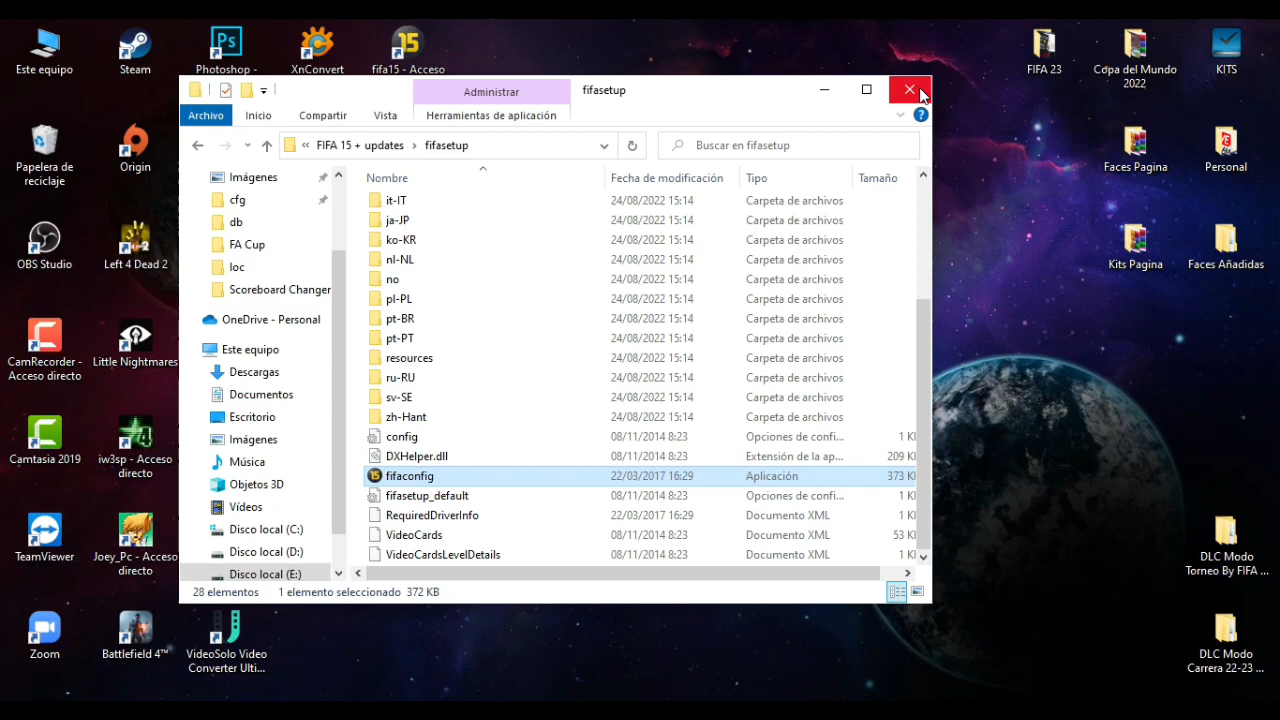 Este equipo
Steam
Photoshop -
XnConvert
fifa15 - Acceso
FIFA 23
Copa del Mundo
2022
KITS
Papelera de
reciclaje
Origin
Faces Pagina
Personal
OBS Studio
Left 4 Dead 2
Kits Pagina
Faces Añadidas
CamRecorder -
Acceso directo
Little Nightmares
Camtasia 2019
iw3sp - Acceso
directo
TeamViewer
Joey_Pc - Acceso
directo
DLC Modo
Torneo By FIFA ...
Zoom
Battlefield 4™
VideoSolo Video
Converter Ulti...
DLC Modo
Carrera 22-23 ...
Administrar
fifasetup
Archivo
Inicio
Compartir
Vista
Herramientas de aplicación
« FIFA 15 + updates › fifasetup
Buscar en fifasetup
Imágenes
cfg
db
FA Cup
loc
Scoreboard Changer
OneDrive - Personal
Este equipo
Descargas
Documentos
Escritorio
Imágenes
Música
Objetos 3D
Vídeos
Disco local (C:)
Disco local (D:)
Disco local (E:)
Nombre Fecha de modificación Tipo Tamaño
it-IT 24/08/2022 15:14 Carpeta de archivos
ja-JP 24/08/2022 15:14 Carpeta de archivos
ko-KR 24/08/2022 15:14 Carpeta de archivos
nl-NL 24/08/2022 15:14 Carpeta de archivos
no 24/08/2022 15:14 Carpeta de archivos
pl-PL 24/08/2022 15:14 Carpeta de archivos
pt-BR 24/08/2022 15:14 Carpeta de archivos
pt-PT 24/08/2022 15:14 Carpeta de archivos
resources 24/08/2022 15:14 Carpeta de archivos
ru-RU 24/08/2022 15:14 Carpeta de archivos
sv-SE 24/08/2022 15:14 Carpeta de archivos
zh-Hant 24/08/2022 15:14 Carpeta de archivos
config 08/11/2014 8:23 Opciones de confi... 1 K
DXHelper.dll 08/11/2014 8:23 Extensión de la ap... 209 K
fifaconfig 22/03/2017 16:29 Aplicación 373 K
fifasetup_default 08/11/2014 8:23 Opciones de confi... 1 K
RequiredDriverInfo 22/03/2017 16:29 Documento XML 1 K
VideoCards 08/11/2014 8:23 Documento XML 53 K
VideoCardsLevelDetails 08/11/2014 8:23 Documento XML 1 K
28 elementos 1 elemento seleccionado 372 KB